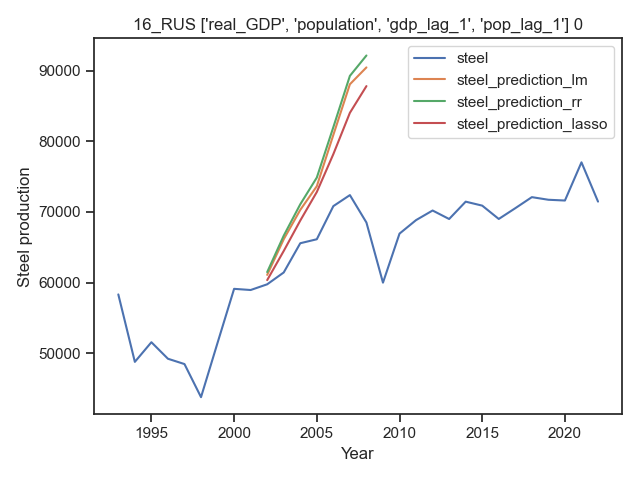 16_RUS ['real_GDP', 'population', 'gdp_lag_1', 'pop_lag_1'] 0
steel
steel_prediction_lm
steel_prediction_rr
steel_prediction_lasso
90000
80000
70000
60000
50000
Steel production
1995
2000
2005
2010
2015
2020
Year